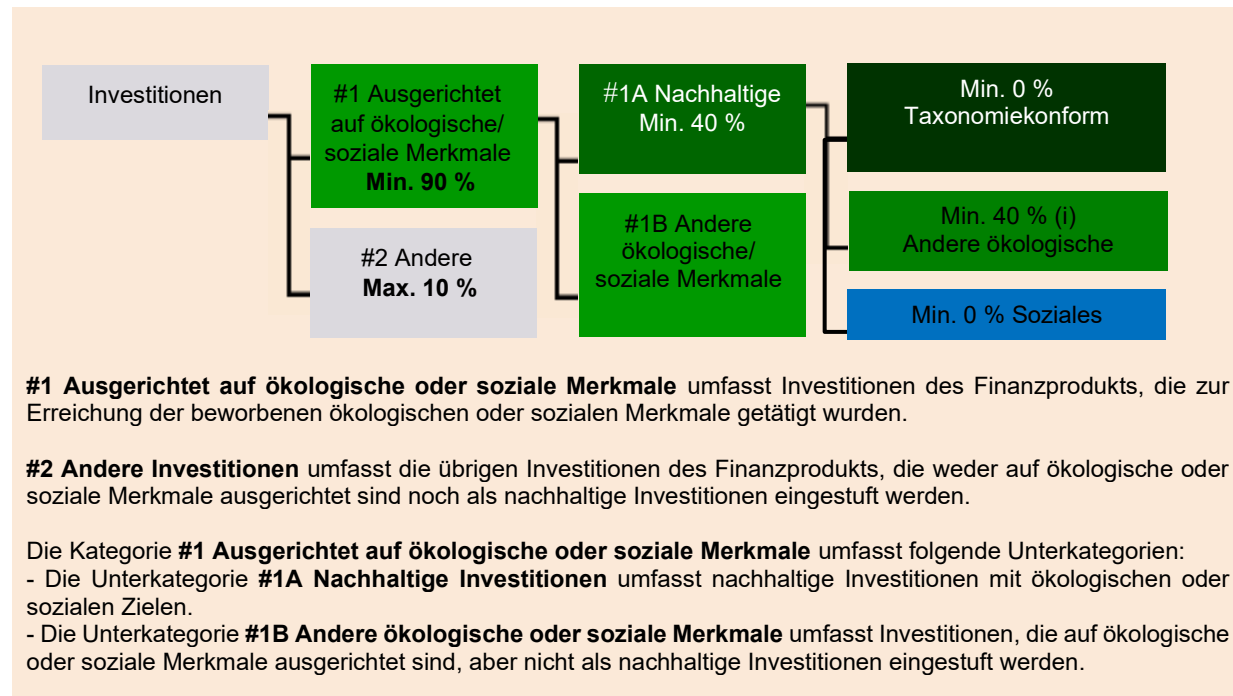 Investitionen
#1 Ausgerichtet
auf ökologische/
soziale Merkmale
Min. 90 %
#2 Andere
Max. 10 %
#1A Nachhaltige
Min. 40 %
#1B Andere
ökologische/
soziale Merkmale
Min. 0 %
Taxonomiekonform
Min. 40 % (i)
Andere ökologische
Min. 0 % Soziales
#1 Ausgerichtet auf ökologische oder soziale Merkmale umfasst Investitionen des Finanzprodukts, die zur
Erreichung der beworbenen ökologischen oder sozialen Merkmale getätigt wurden.
#2 Andere Investitionen umfasst die übrigen Investitionen des Finanzprodukts, die weder auf ökologische oder
soziale Merkmale ausgerichtet sind noch als nachhaltige Investitionen eingestuft werden.
Die Kategorie #1 Ausgerichtet auf ökologische oder soziale Merkmale umfasst folgende Unterkategorien:
- Die Unterkategorie #1A Nachhaltige Investitionen umfasst nachhaltige Investitionen mit ökologischen oder
sozialen Zielen.
- Die Unterkategorie #1B Andere ökologische oder soziale Merkmale umfasst Investitionen, die auf ökologische
oder soziale Merkmale ausgerichtet sind, aber nicht als nachhaltige Investitionen eingestuft werden.